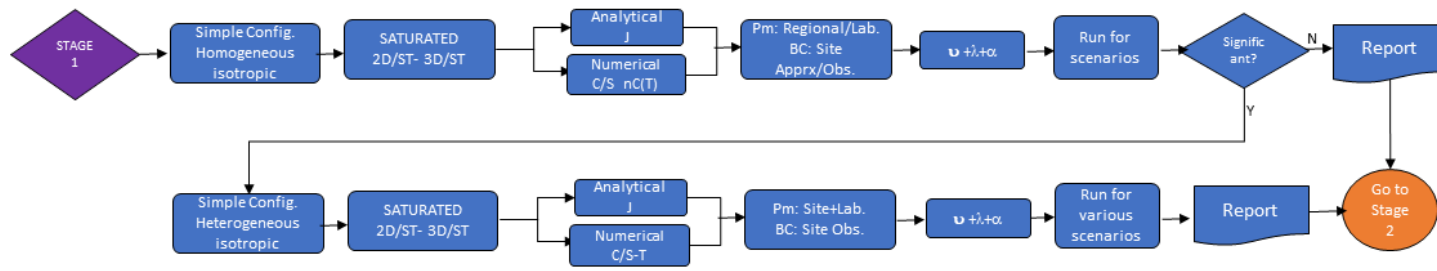 STAGE
1
Simple Config.
Homogeneous
isotropic
SATURATED
2D/ST- 3D/ST
Analytical
J
Numerical
C/S nC(T)
Pm: Regional/Lab.
BC: Site
Apprx/Obs.
υ +λ+α
Run for
scenarios
Signific
ant?
N
Report
Y
Simple Config.
Heterogeneous
isotropic
SATURATED
2D/ST- 3D/ST
Analytical
J
Numerical
C/S-T
Pm: Site+Lab.
BC: Site Obs.
υ +λ+α
Run for
various
scenarios
Report
Go to
Stage
2